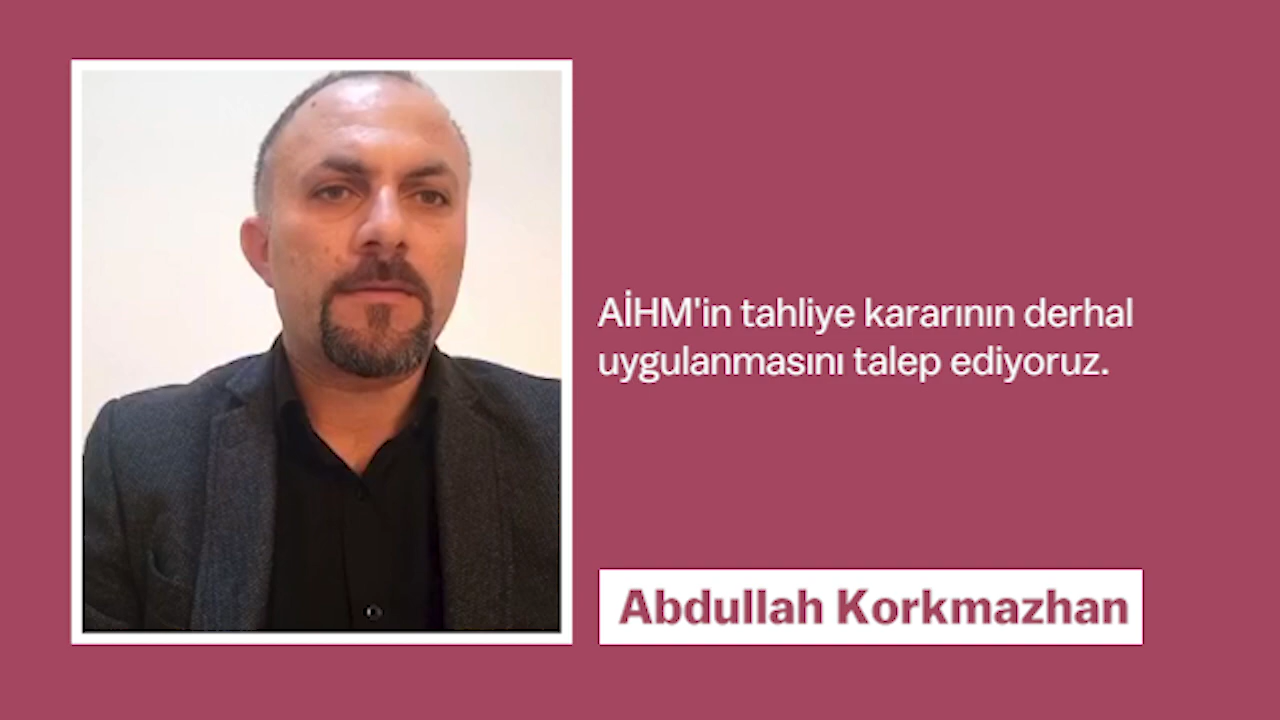 AİHM'in tahliye kararının derhal
uygulanmasını talep ediyoruz.
Abdullah Korkmazhan